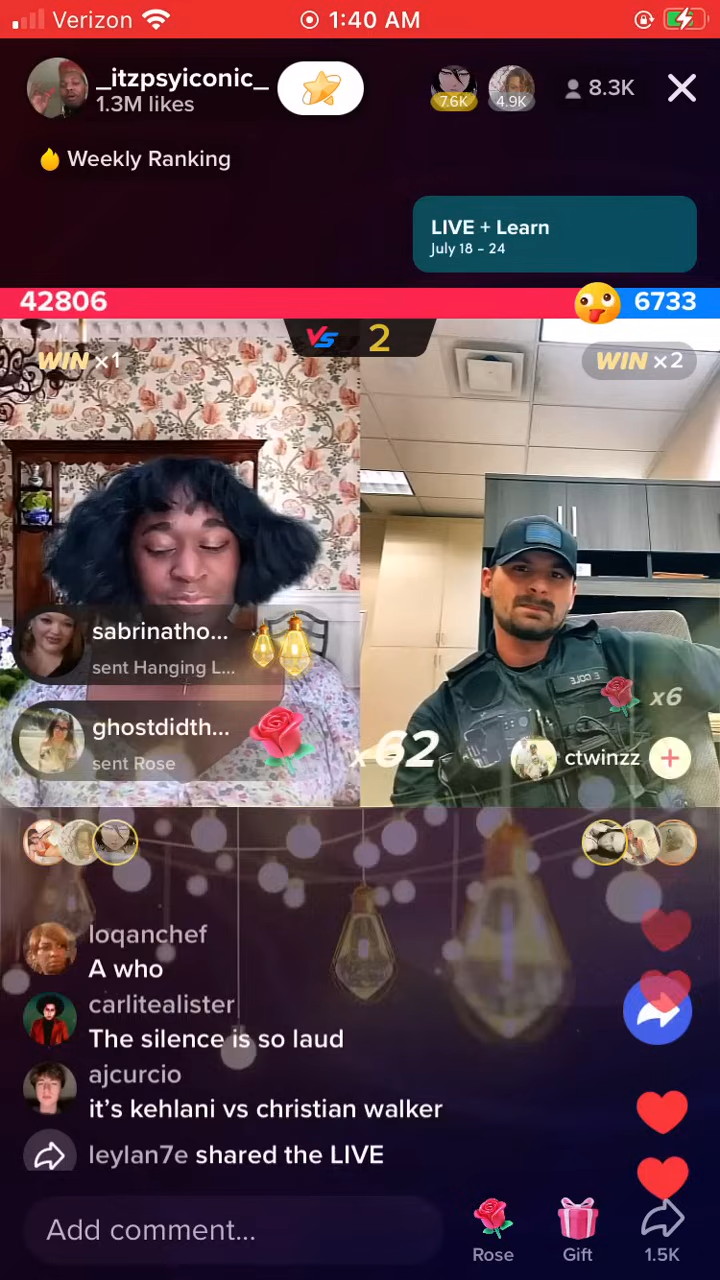 Verizon
1:40 AM
_itzpsyiconic_
1.3M likes
7.6K
4.9K
8.3K
Weekly Ranking
LIVE + Learn
July 18 - 24
42806
6733
VS 2
WIN x1
WIN x2
sabrinatho...
sent Hanging L...
ghostdidth...
sent Rose
x62
E COLE
x6
ctwinzz
loqanchef
A who
carlitealister
The silence is so laud
ajcurcio
it's kehlani vs christian walker
leylan7e shared the LIVE
Add comment...
Rose
Gift
1.5K